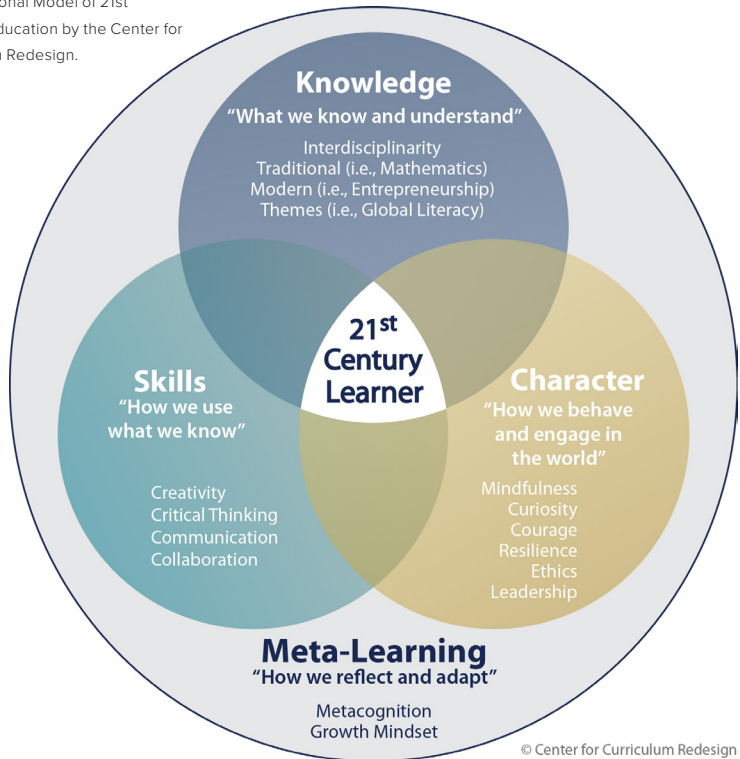 onal Model of 21st
ducation by the Center for
Redesign.
Knowledge
“What we know and understand”
Interdisciplinarity
Traditional (i.e., Mathematics)
Modern (i.e., Entrepreneurship)
Themes (i.e., Global Literacy)
21st
Century
Learner
Skills
“How we use
what we know”
Creativity
Critical Thinking
Communication
Collaboration
Character
“How we behave
and engage in
the world”
Mindfulness
Curiosity
Courage
Resilience
Ethics
Leadership
Meta-Learning
“How we reflect and adapt”
Metacognition
Growth Mindset
© Center for Curriculum Redesign